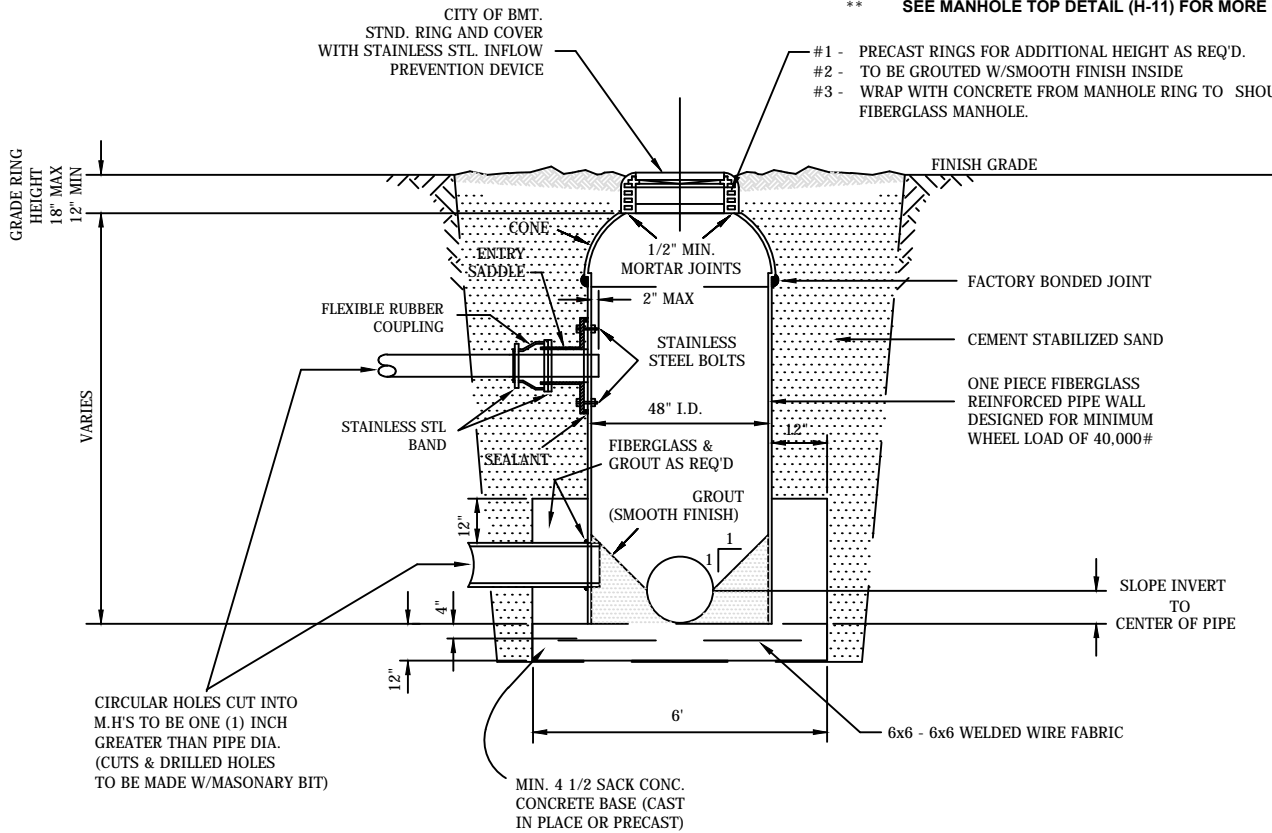 ** SEE MANHOLE TOP DETAIL (H-11) FOR MORE
CITY OF BMT.
STND. RING AND COVER
WITH STAINLESS STL. INFLOW
PREVENTION DEVICE
#1 - PRECAST RINGS FOR ADDITIONAL HEIGHT AS REQ'D.
#2 - TO BE GROUTED W/SMOOTH FINISH INSIDE
#3 - WRAP WITH CONCRETE FROM MANHOLE RING TO SHOU
FIBERGLASS MANHOLE.
GRADE RING
HEIGHT
18" MAX
12" MIN
FINISH GRADE
CONE
1/2" MIN.
MORTAR JOINTS
ENTRY
SADDLE
2" MAX
FACTORY BONDED JOINT
FLEXIBLE RUBBER
COUPLING
STAINLESS
STEEL BOLTS
CEMENT STABILIZED SAND
ONE PIECE FIBERGLASS
REINFORCED PIPE WALL
DESIGNED FOR MINIMUM
WHEEL LOAD OF 40,000#
VARIES
48" I.D.
12"
STAINLESS STL
BAND
SEALANT
FIBERGLASS &
GROUT AS REQ'D
GROUT
(SMOOTH FINISH)
12"
1
1
SLOPE INVERT
TO
CENTER OF PIPE
4"
12"
CIRCULAR HOLES CUT INTO
M.H'S TO BE ONE (1) INCH
GREATER THAN PIPE DIA.
(CUTS & DRILLED HOLES
TO BE MADE W/MASONARY BIT)
6'
6x6 - 6x6 WELDED WIRE FABRIC
MIN. 4 1/2 SACK CONC.
CONCRETE BASE (CAST
IN PLACE OR PRECAST)